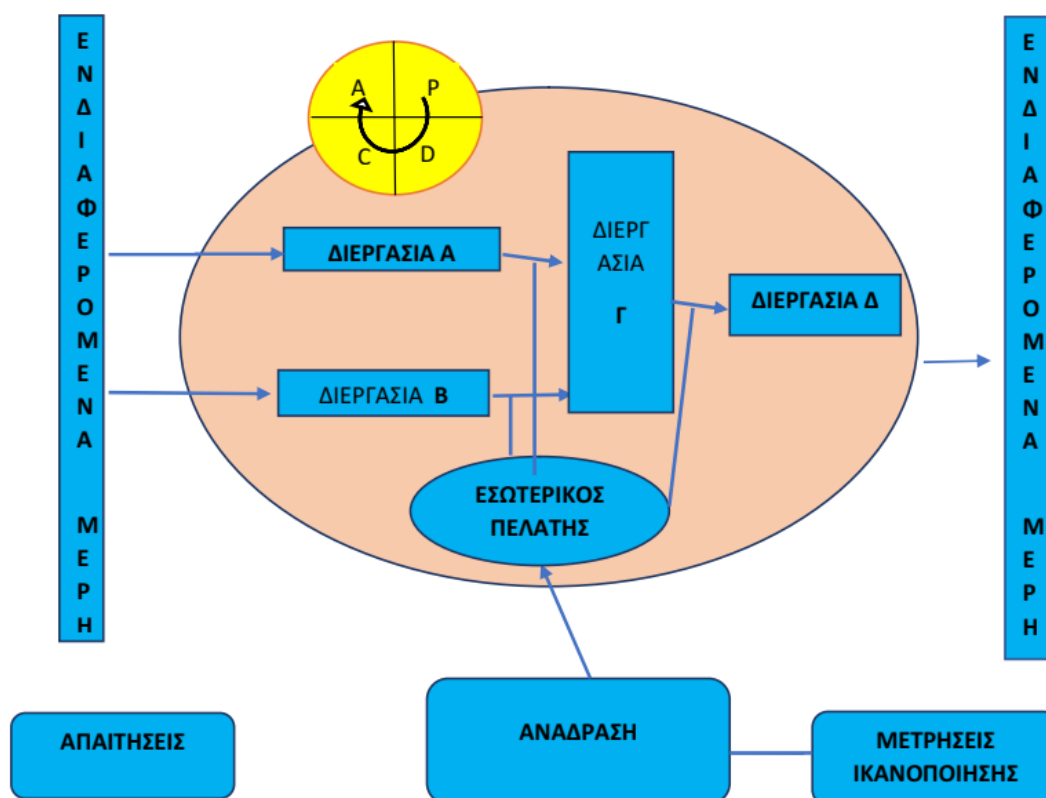 ΕΝΔΙΑΦΕΡΟΜΕΝΑ ΜΕΡΗ
A
P
C
D
ΔΙΕΡΓΑΣΙΑ Α
ΔΙΕΡΓ
ΑΣΙΑ
Γ
ΔΙΕΡΓΑΣΙΑ Δ
ΔΙΕΡΓΑΣΙΑ Β
ΕΣΩΤΕΡΙΚΟΣ
ΠΕΛΑΤΗΣ
ΕΝΔΙΑΦΕΡΟΜΕΝΑ ΜΕΡΗ
ΑΠΑΙΤΗΣΕΙΣ
ΑΝΑΔΡΑΣΗ
ΜΕΤΡΗΣΕΙΣ
ΙΚΑΝΟΠΟΙΗΣΗΣ